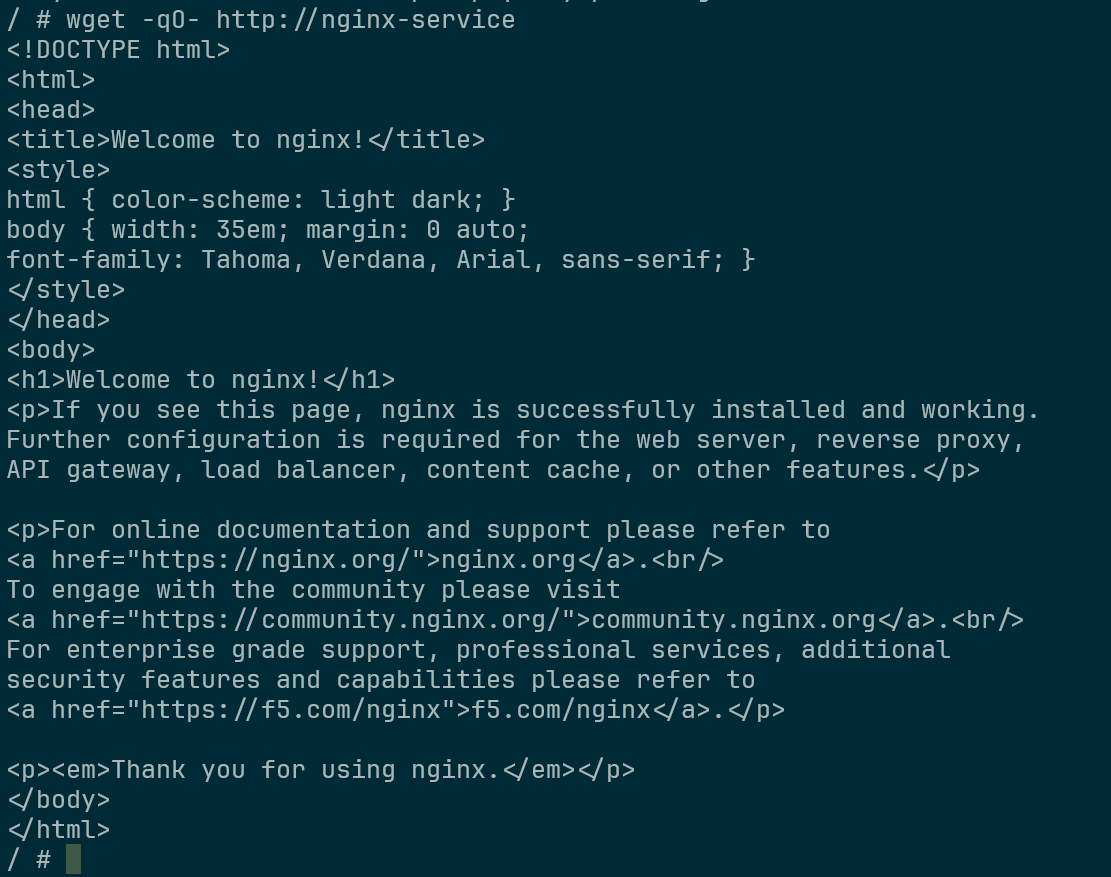 / # wget -qO- http://nginx-service
<!DOCTYPE html>
<html>
<head>
<title>Welcome to nginx!</title>
<style>
html { color-scheme: light dark; }
body { width: 35em; margin: 0 auto;
font-family: Tahoma, Verdana, Arial, sans-serif; }
</style>
</head>
<body>
<h1>Welcome to nginx!</h1>
<p>If you see this page, nginx is successfully installed and working.
Further configuration is required for the web server, reverse proxy,
API gateway, load balancer, content cache, or other features.</p>

<p>For online documentation and support please refer to
<a href="https://nginx.org/">nginx.org</a>.<br/>
To engage with the community please visit
<a href="https://community.nginx.org/">community.nginx.org</a>.<br/>
For enterprise grade support, professional services, additional
security features and capabilities please refer to
<a href="https://f5.com/nginx">f5.com/nginx</a>.</p>

<p><em>Thank you for using nginx.</em></p>
</body>
</html>
/ #